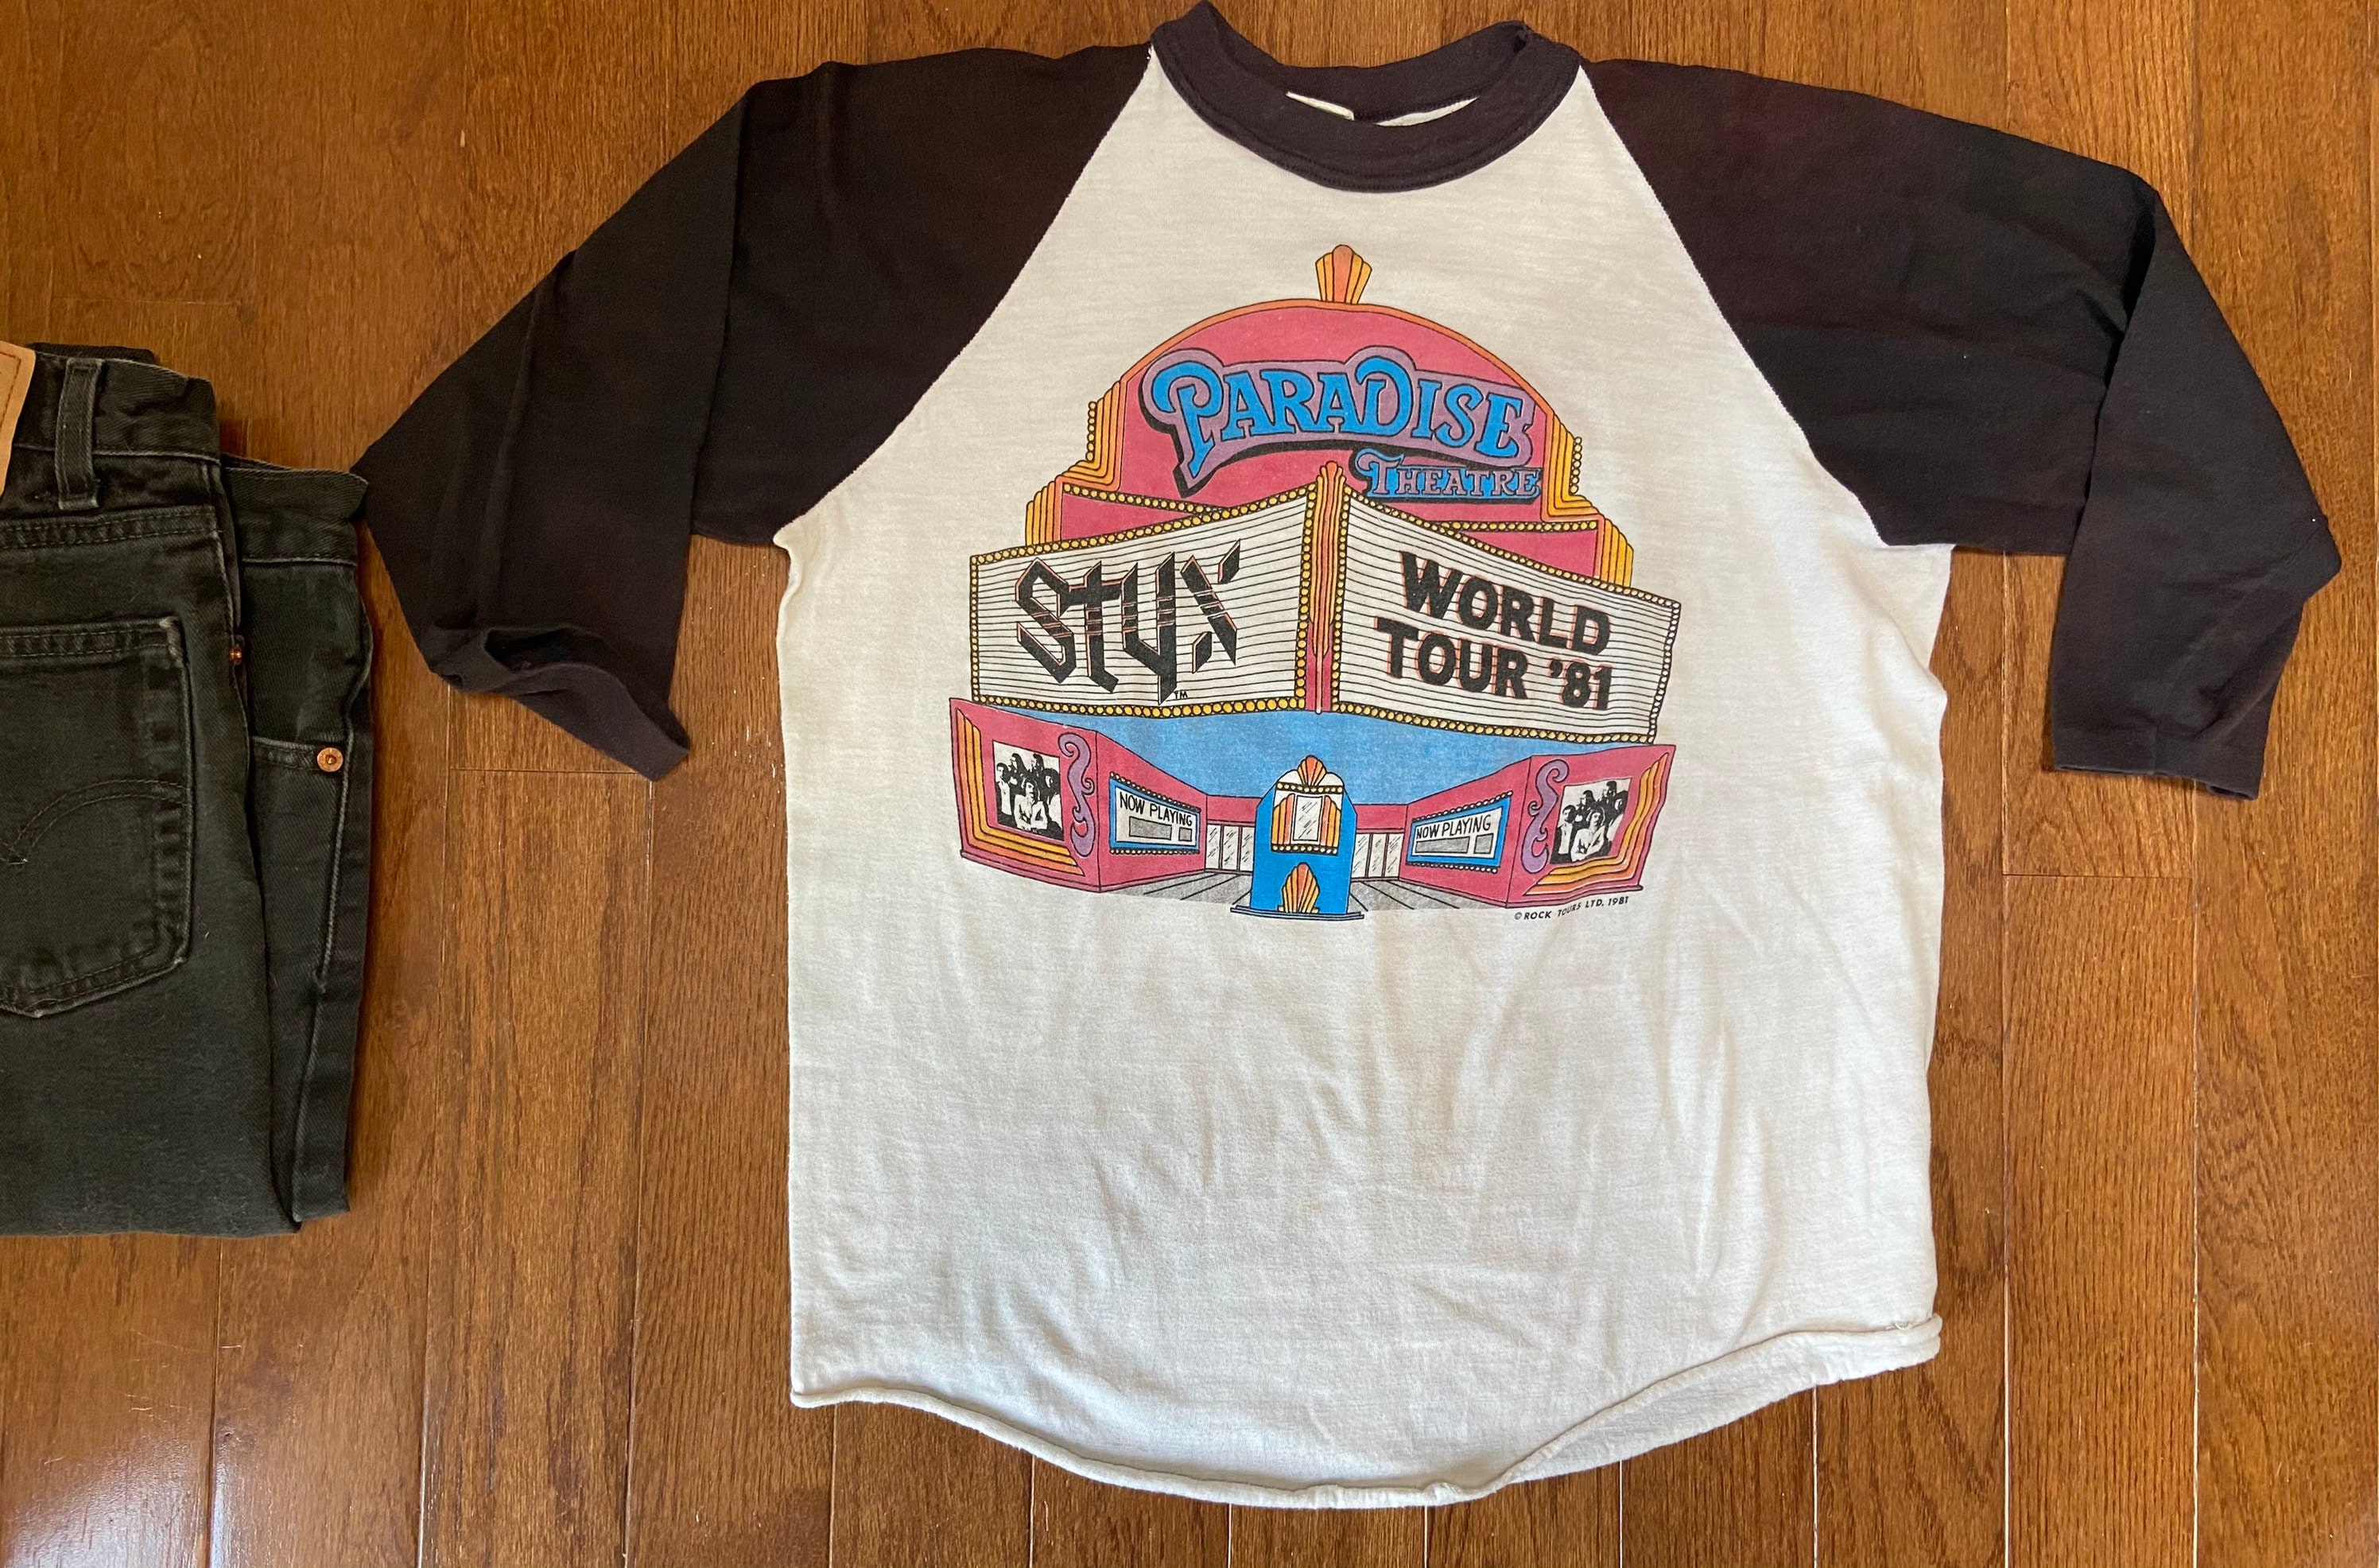 PARADISE
THEATRE
STYX
TM
WORLD
TOUR '81
NOW PLAYING
NOW PLAYING
© ROCK TOURS LTD. 1981